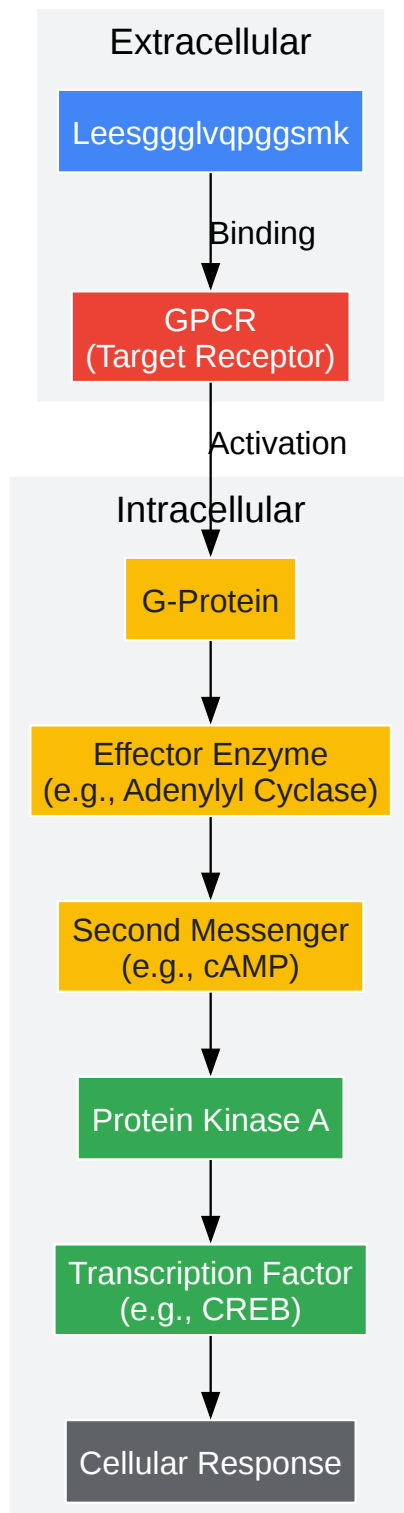 Extracellular
Leesggglvqpggsmk
Binding
GPCR
(Target Receptor)
Activation
Intracellular
G-Protein
Effector Enzyme
(e.g., Adenylyl Cyclase)
Second Messenger
(e.g., cAMP)
Protein Kinase A
Transcription Factor
(e.g., CREB)
Cellular Response